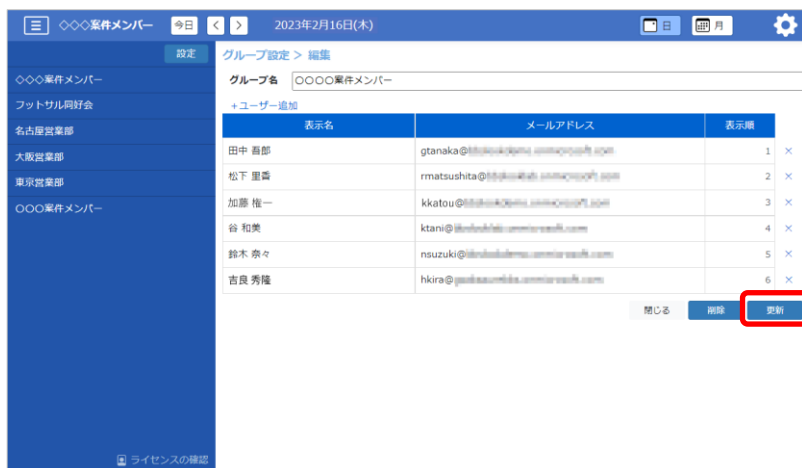 ◇◇◇案件メンバー 今日 < > 2023年2月16日(木) 日 月
設定
◇◇◇案件メンバー
フットサル同好会
名古屋営業部
大阪営業部
東京営業部
〇〇〇案件メンバー
ライセンスの確認
グループ設定 > 編集
グループ名 〇〇〇〇案件メンバー
+ユーザー追加
表示名 メールアドレス 表示順
田中 吾郎 gtanaka@ 1 ×
松下 里香 rmatsushita@ 2 ×
加藤 権一 kkatou@ 3 ×
谷 和美 ktani@ 4 ×
鈴木 奈々 nsuzuki@ 5 ×
吉良 秀隆 hkira@ 6 ×
閉じる 削除 更新